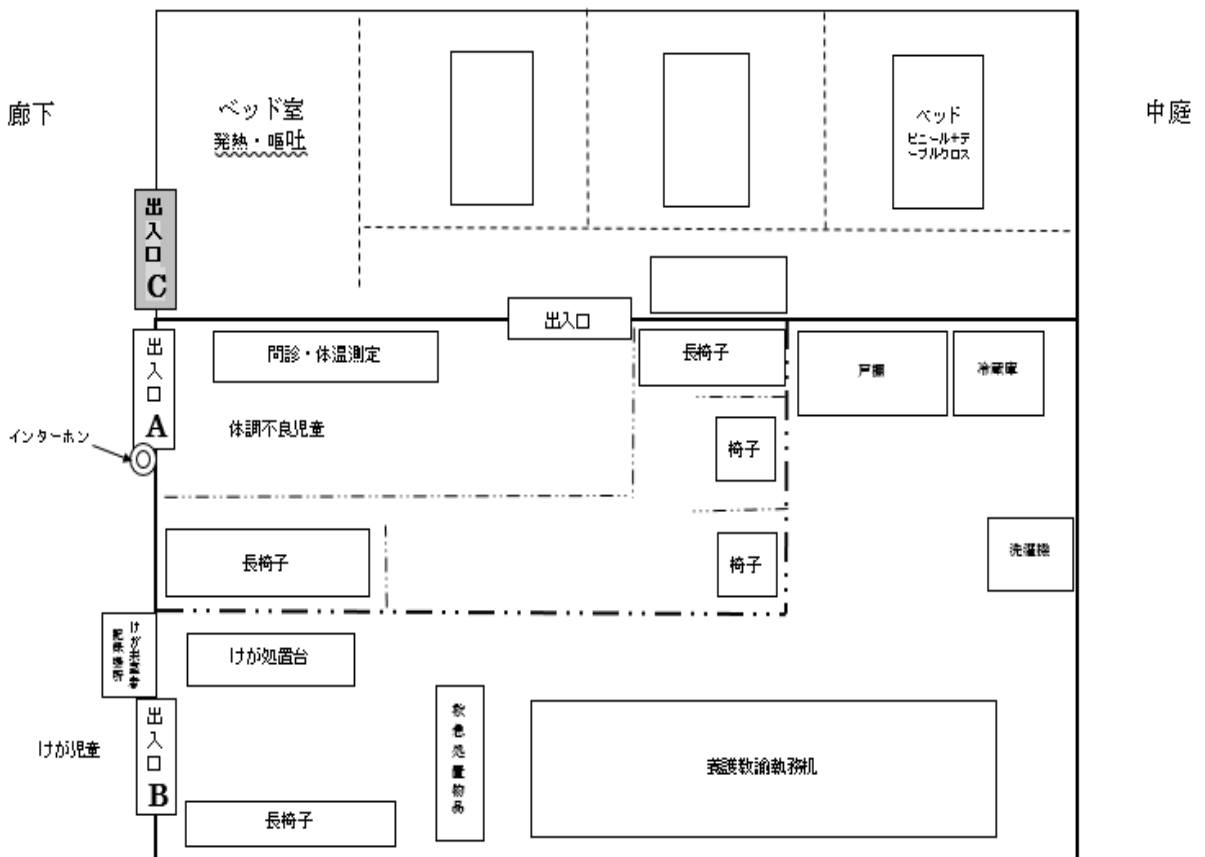 廊下
ベッド室
発熱・嘔吐
ベッド
ビニール+テ
ーブルクロス
中庭
出入口
C
出入口
出入口
A
問診・体温測定
長椅子
戸棚
冷蔵庫
インターホン
体調不良児童
椅子
長椅子
椅子
洗濯機
けが処置台
出入口
B
けが児童
救急処置物品
養護教諭執務机
長椅子